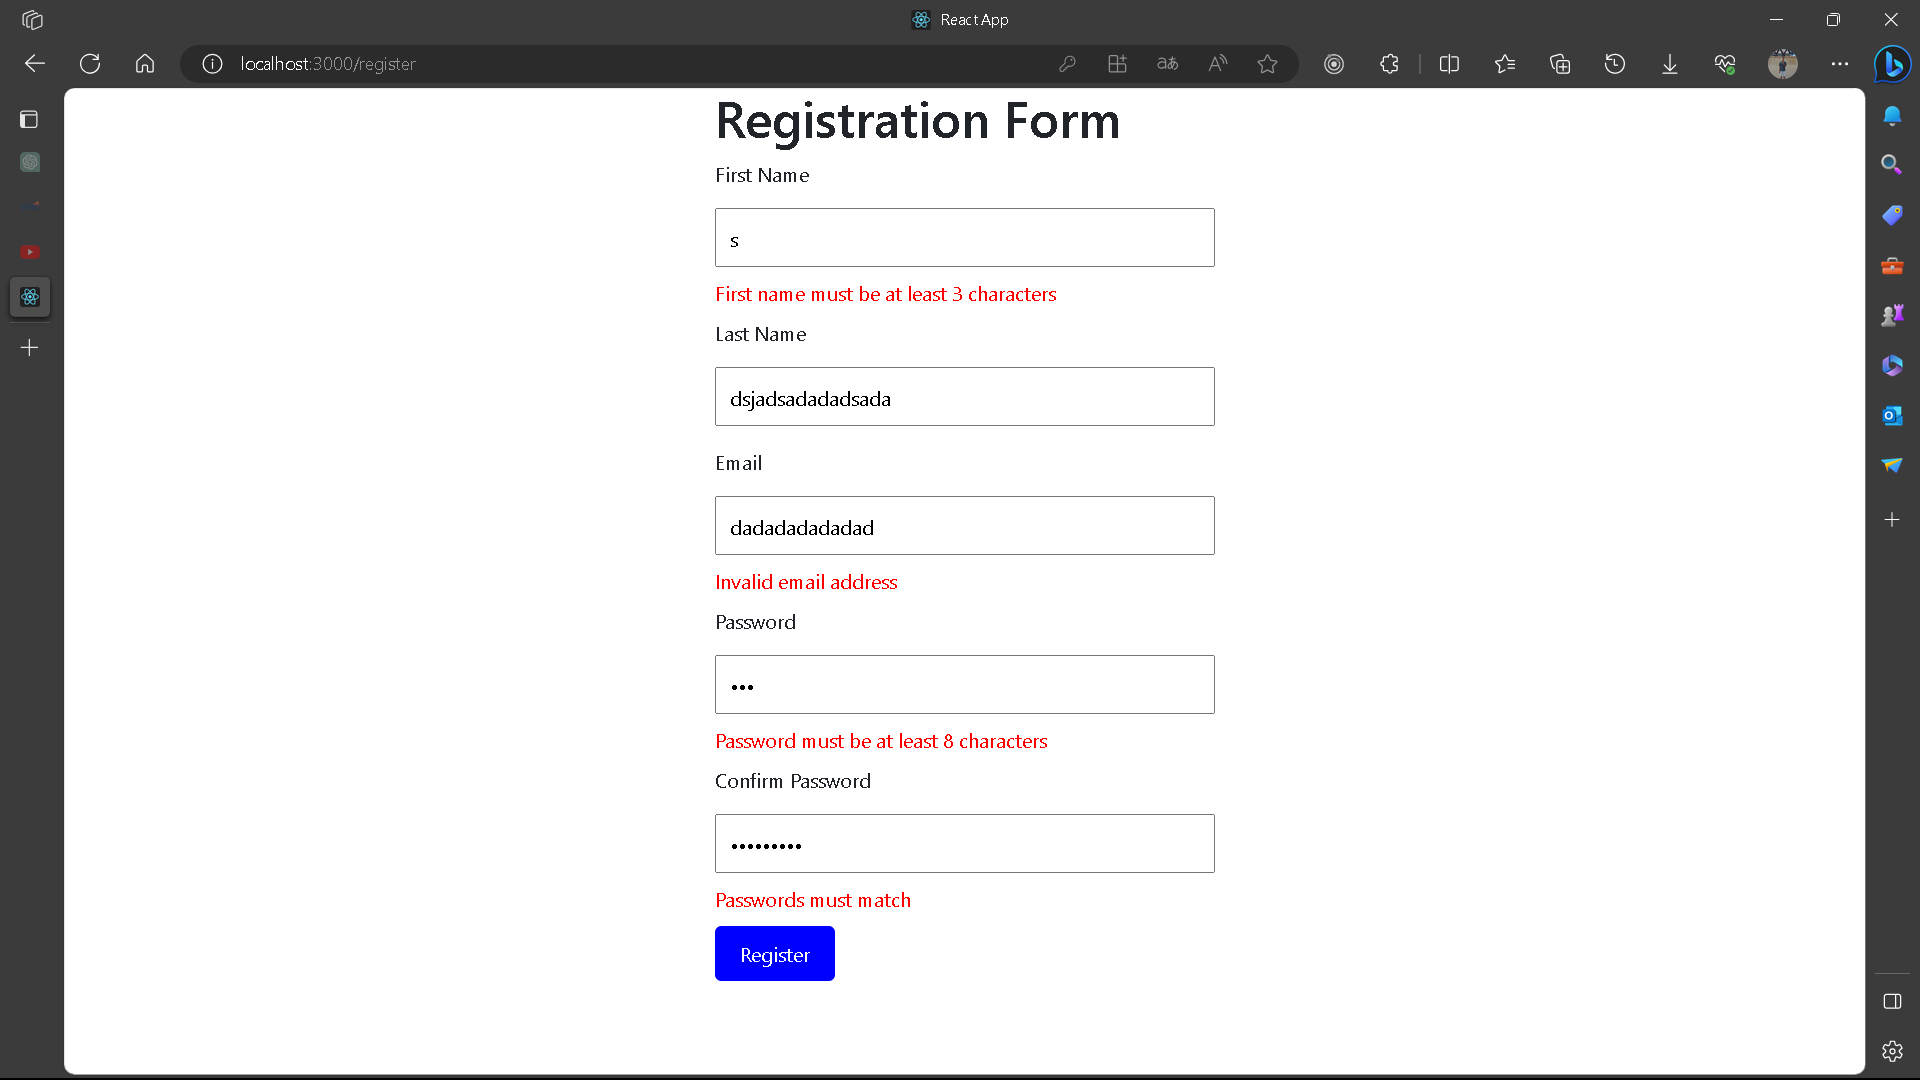 React App
localhost:3000/register
Registration Form
First Name
s
First name must be at least 3 characters
Last Name
dsjadsadadadsada
Email
dadadadadadad
Invalid email address
Password
•••
Password must be at least 8 characters
Confirm Password
•••••••••
Passwords must match
Register